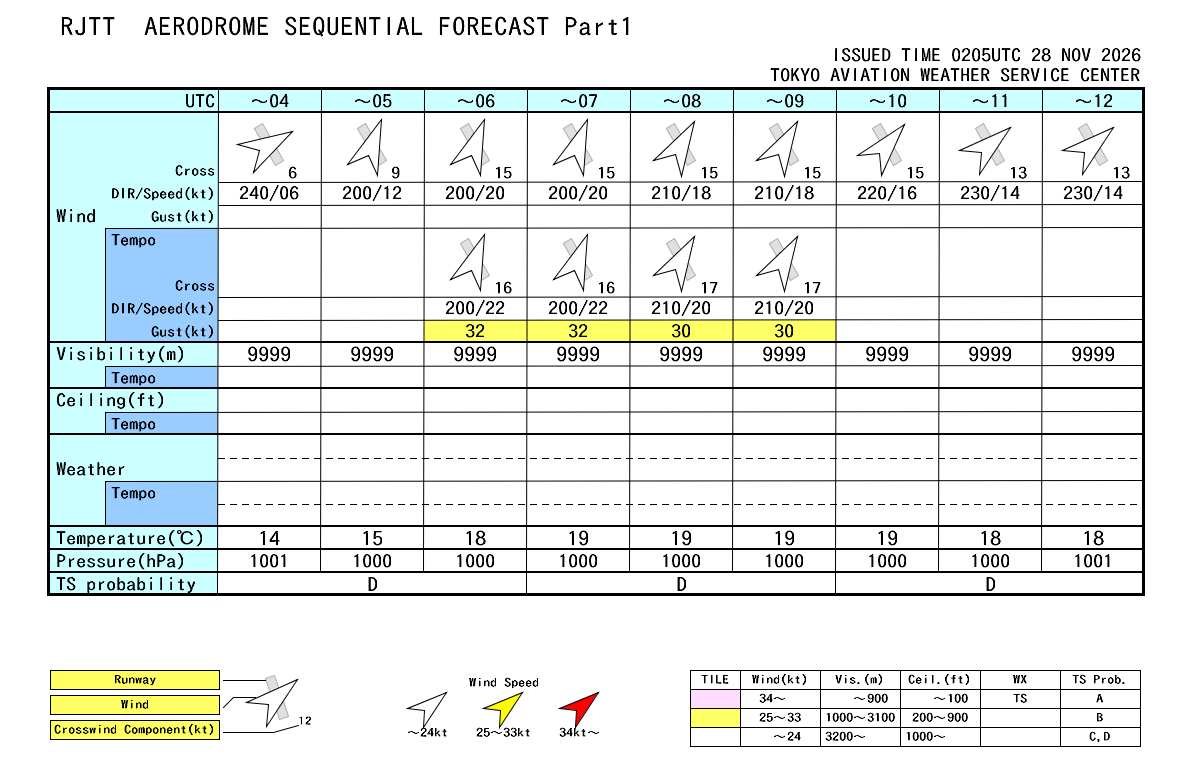 RJTT  AERODROME SEQUENTIAL FORECAST Part1
ISSUED TIME 0205UTC 28 NOV 2026
TOKYO AVIATION WEATHER SERVICE CENTER
UTC ～04 ～05 ～06 ～07 ～08 ～09 ～10 ～11 ～12
Cross 6 9 15 15 15 15 15 13 13
DIR/Speed(kt) 240/06 200/12 200/20 200/20 210/18 210/18 220/16 230/14 230/14
Wind Gust(kt)
Tempo
Cross 16 16 17 17
DIR/Speed(kt) 200/22 200/22 210/20 210/20
Gust(kt) 32 32 30 30
Visibility(m) 9999 9999 9999 9999 9999 9999 9999 9999 9999
Tempo
Ceiling(ft)
Tempo
Weather
Tempo
Temperature(℃) 14 15 18 19 19 19 19 18 18
Pressure(hPa) 1001 1000 1000 1000 1000 1000 1000 1000 1001
TS probability D D D
Runway
Wind
Crosswind Component(kt) 12
Wind Speed
～24kt 25～33kt 34kt～
TILE Wind(kt) Vis.(m) Ceil.(ft) WX TS Prob.
34～ ～900 ～100 TS A
25～33 1000～3100 200～900 B
～24 3200～ 1000～ C,D